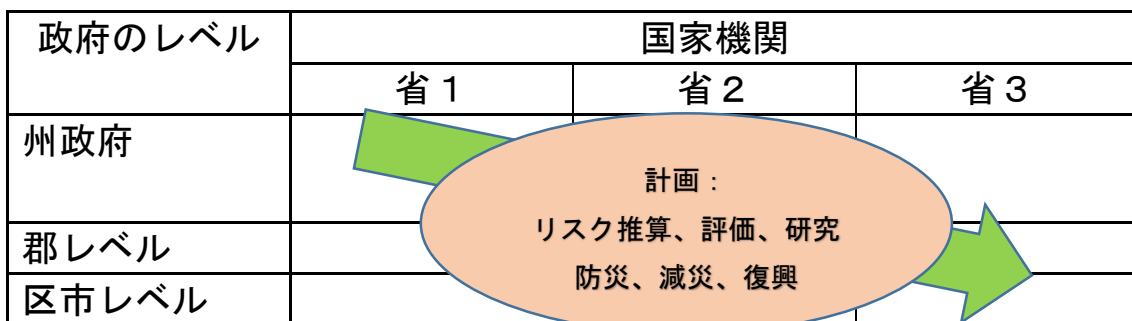 政府のレベル
国家機関
省1
省2
省3
州政府
計画：
リスク推算、評価、研究
防災、減災、復興
郡レベル
区市レベル